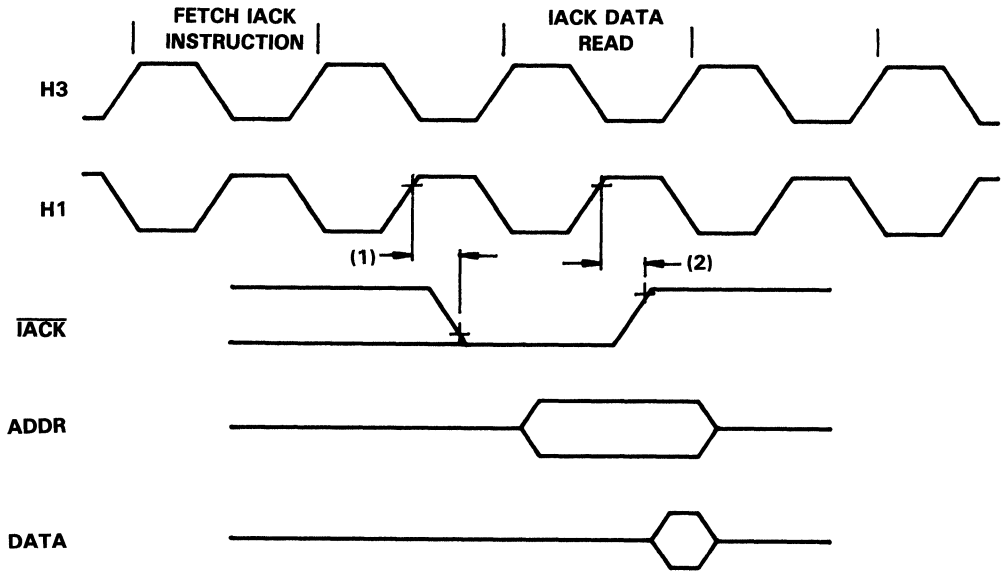 FETCH IACK
INSTRUCTION
IACK DATA
READ
H3
H1
(1)
(2)
IACK
ADDR
DATA